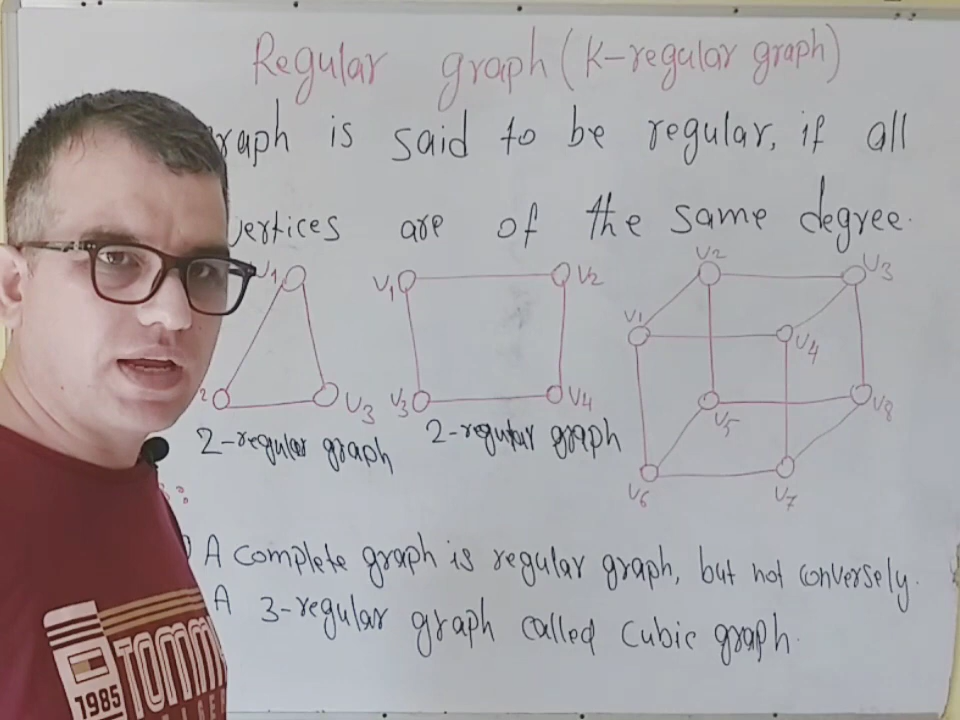 Regular graph (K-regular graph)
raph is said to be regular, if all
vertices are of the same degree.
V1
2
V3
2-regular graph
V1
V2
V3
V4
2-regular graph
V2
V3
V1
V4
V5
V8
V6
V7
A complete graph is regular graph, but not conversely.
A 3-regular graph called cubic graph.
1985
TOMM